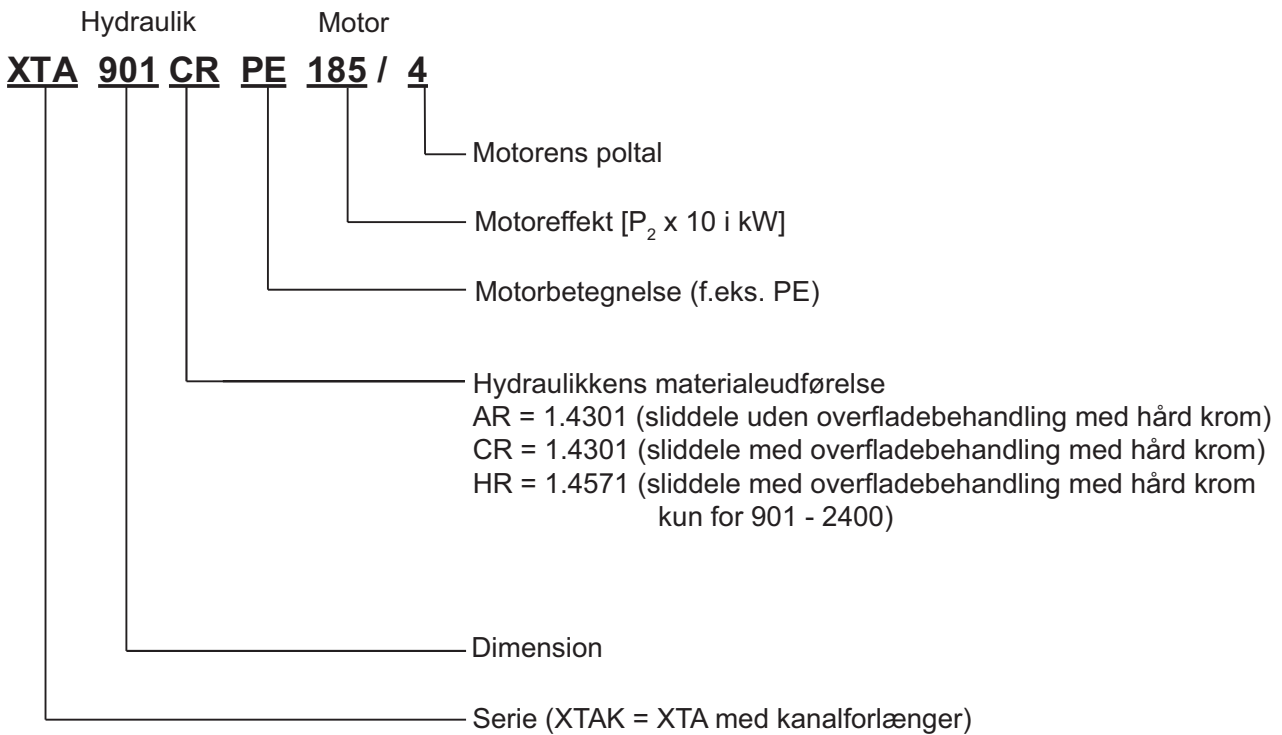 Hydraulik Motor
XTA 901 CR PE 185 / 4
Motorens poltal
Motoreffekt [P₂ x 10 i kW]
Motorbetegnelse (f.eks. PE)
Hydraulikkens materialeudførelse
AR = 1.4301 (sliddele uden overfladebehandling med hård krom)
CR = 1.4301 (sliddele med overfladebehandling med hård krom)
HR = 1.4571 (sliddele med overfladebehandling med hård krom
kun for 901 - 2400)
Dimension
Serie (XTAK = XTA med kanalforlænger)